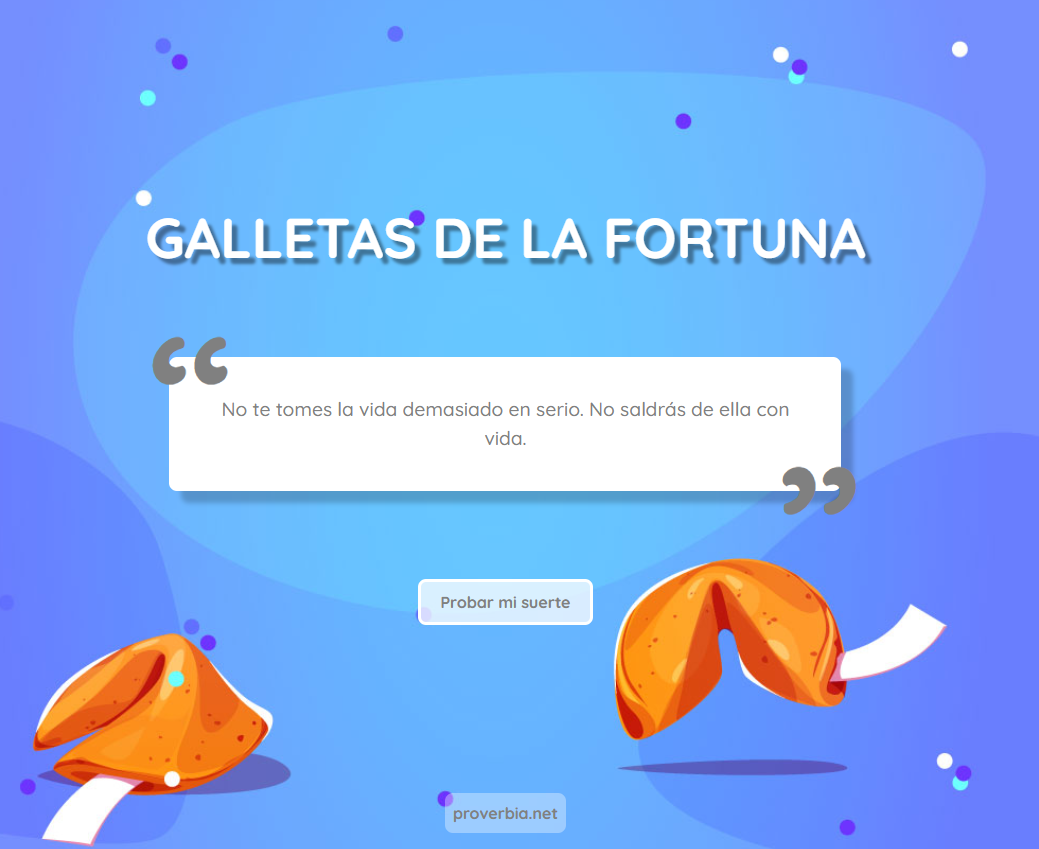 GALLETAS DE LA FORTUNA
“
No te tomes la vida demasiado en serio. No saldrás de ella con
vida.
”
Probar mi suerte
proverbia.net